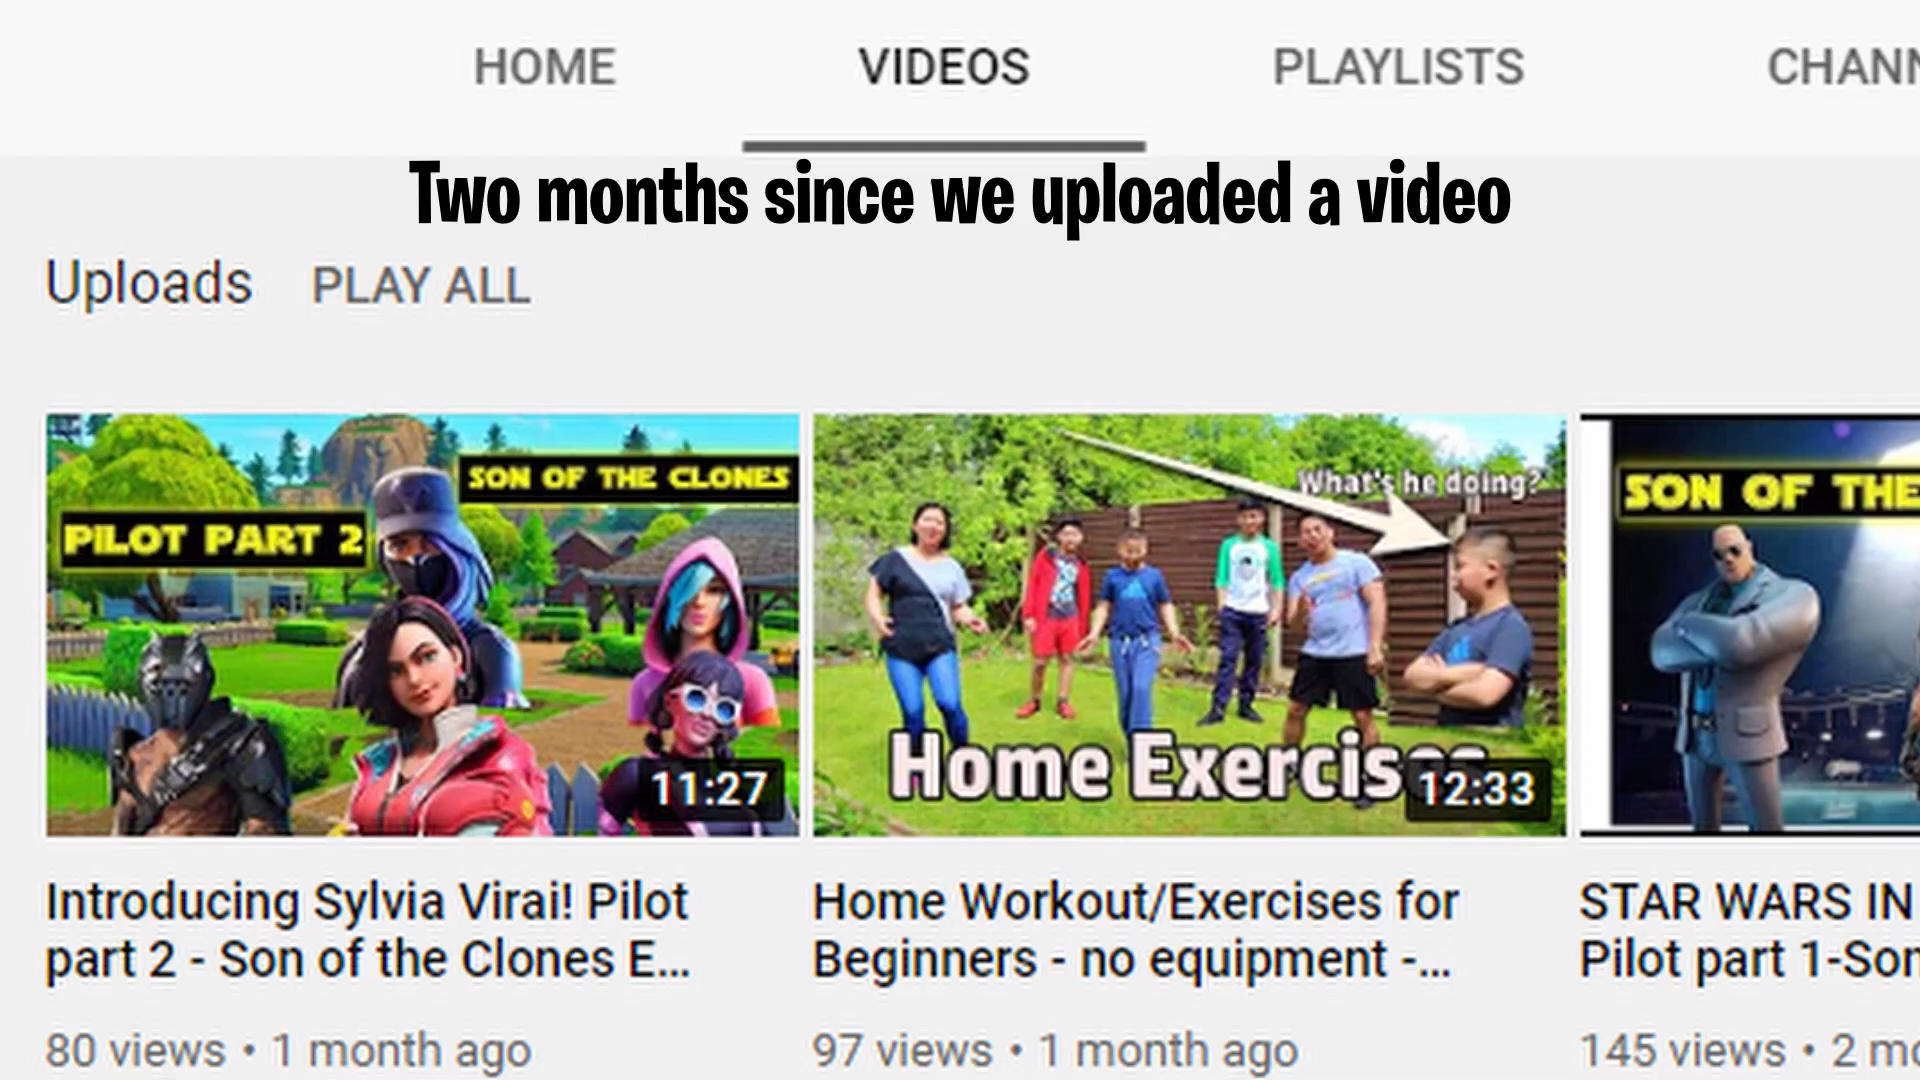 HOME VIDEOS PLAYLISTS CHANN
Two months since we uploaded a video
Uploads PLAY ALL
SON OF THE CLONES
PILOT PART 2
11:27
What's he doing?
Home Exercis
12:33
SON OF THE
Introducing Sylvia Virai! Pilot
part 2 - Son of the Clones E...
80 views • 1 month ago
Home Workout/Exercises for
Beginners - no equipment -...
97 views • 1 month ago
STAR WARS IN
Pilot part 1-Son
145 views • 2 mo